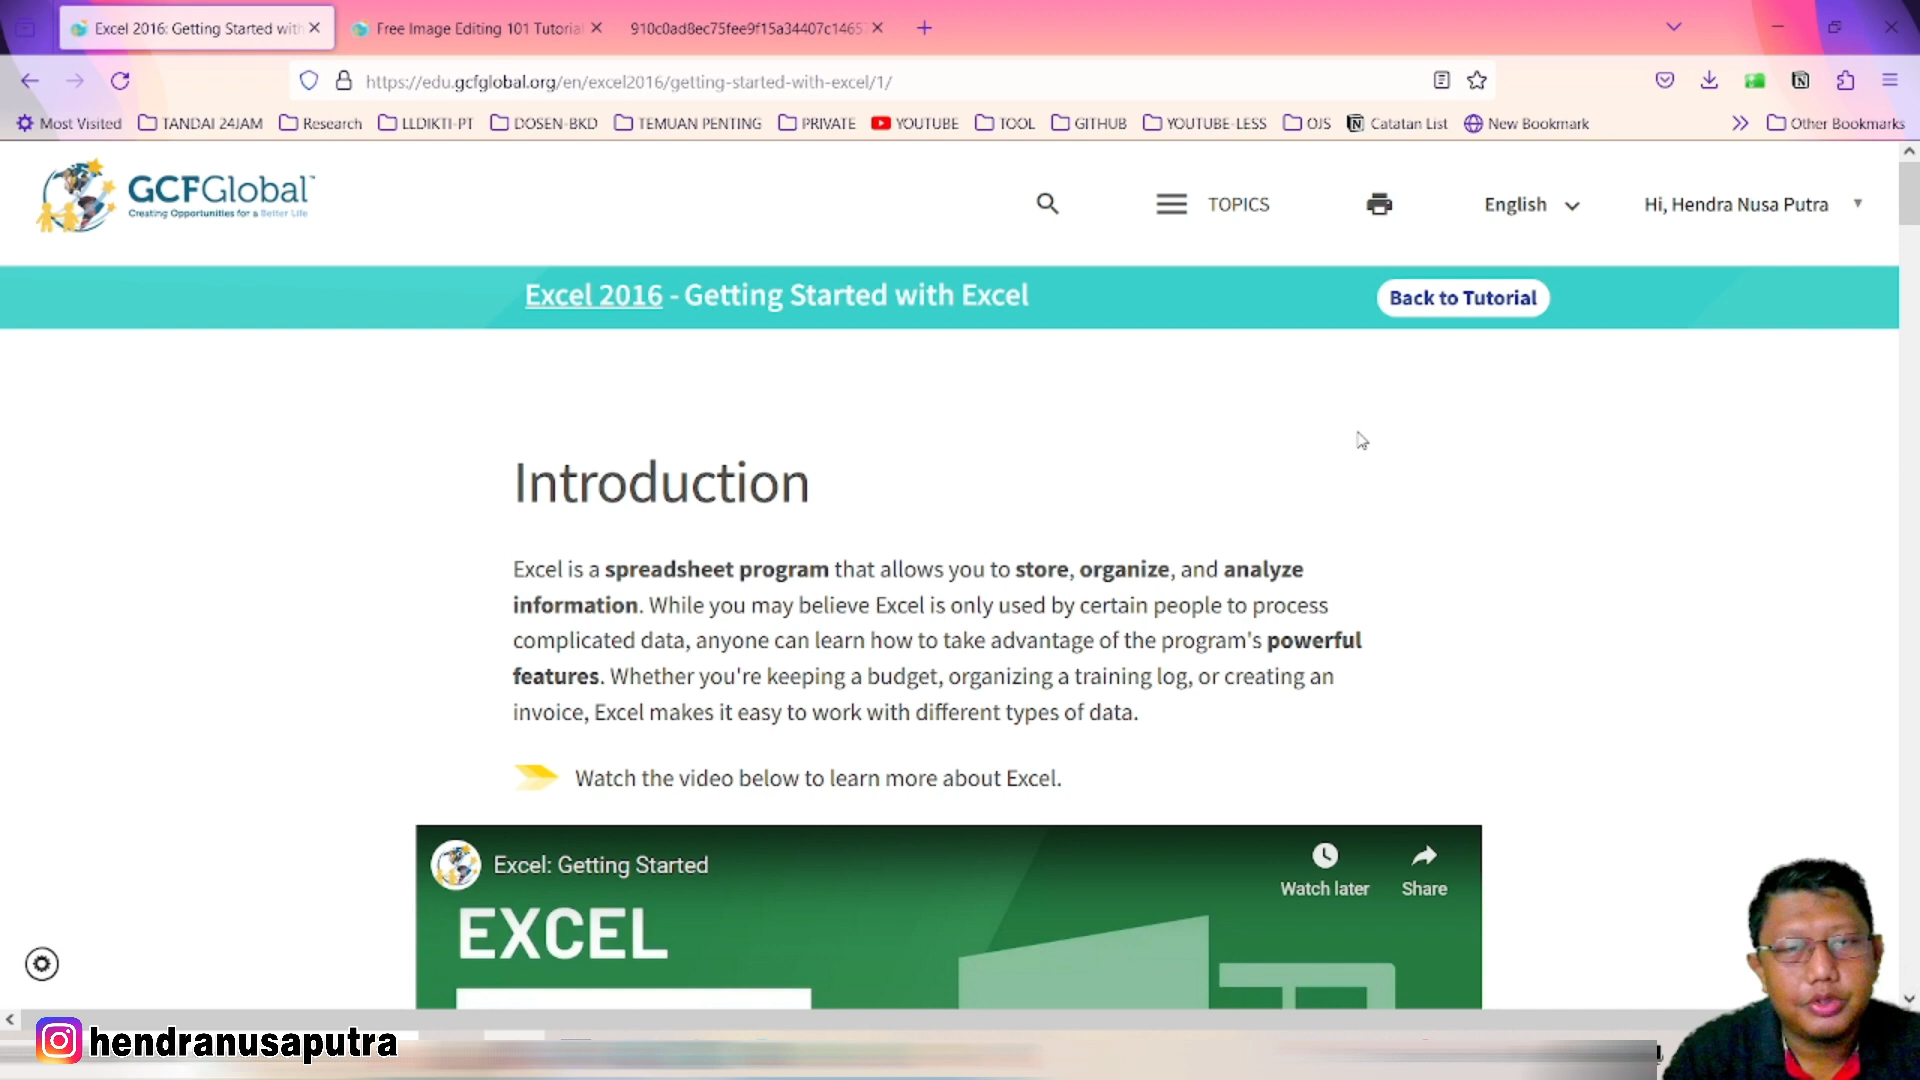 Excel 2016: Getting Started with
Free Image Editing 101 Tutorial
910c0ad8ec75fee9f15a34407c1465
https://edu.gcfglobal.org/en/excel2016/getting-started-with-excel/1/
Most Visited
TANDAI 24JAM
Research
LLDIKTI-PT
DOSEN-BKD
TEMUAN PENTING
PRIVATE
YOUTUBE
TOOL
GITHUB
YOUTUBE-LESS
OJS
Catatan List
New Bookmark
Other Bookmarks
GCFGlobal™
Creating Opportunities for a Better Life
TOPICS
English
Hi, Hendra Nusa Putra
Excel 2016 - Getting Started with Excel
Back to Tutorial
Introduction
Excel is a spreadsheet program that allows you to store, organize, and analyze
information. While you may believe Excel is only used by certain people to process
complicated data, anyone can learn how to take advantage of the program's powerful
features. Whether you're keeping a budget, organizing a training log, or creating an
invoice, Excel makes it easy to work with different types of data.
Watch the video below to learn more about Excel.
Excel: Getting Started
Watch later
Share
EXCEL
hendranusaputra